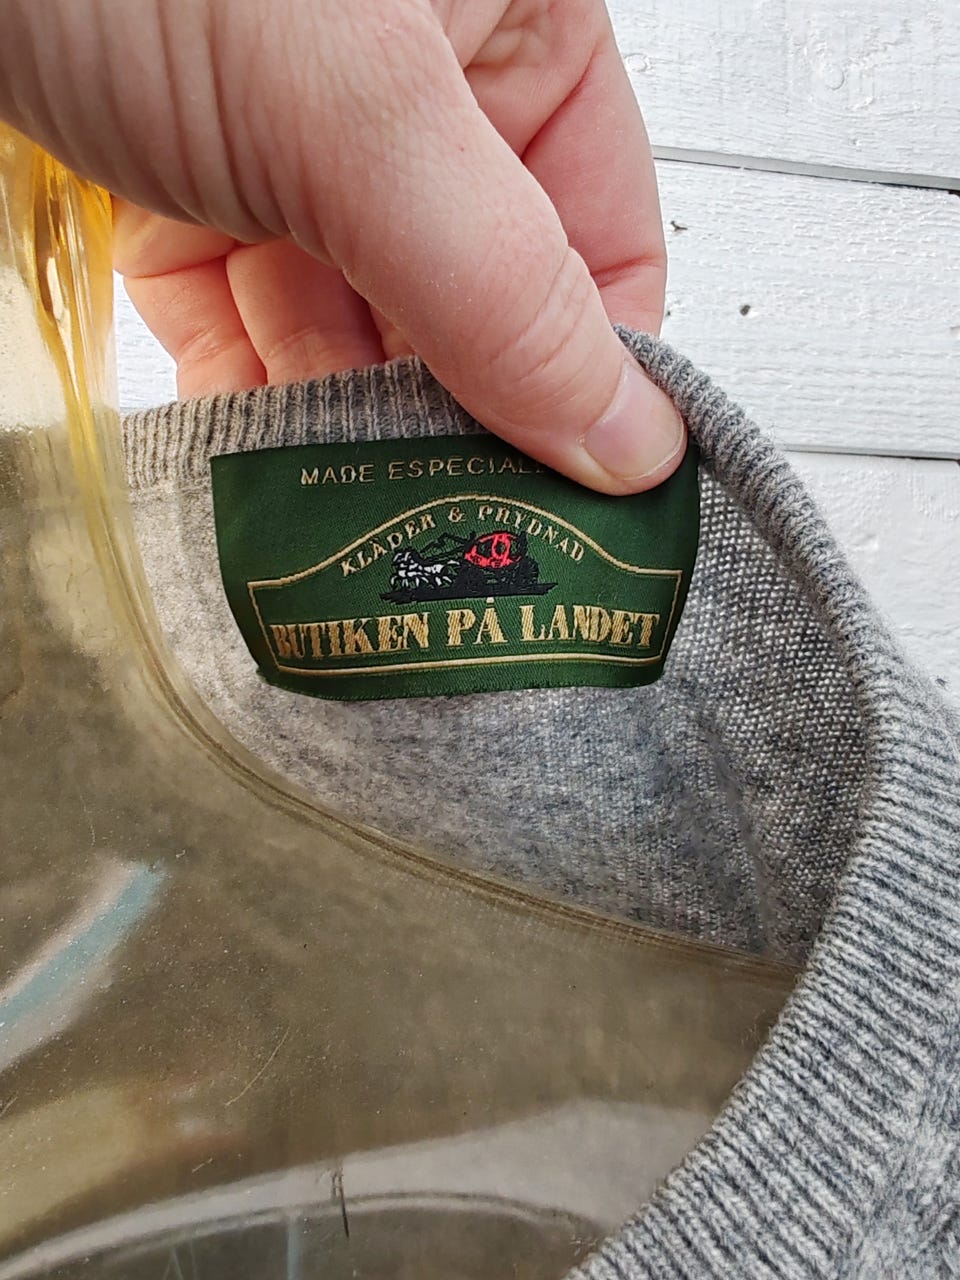 MADE ESPECIAL
KLÄDER & PRYDNAD
BUTIKEN PÅ LANDET